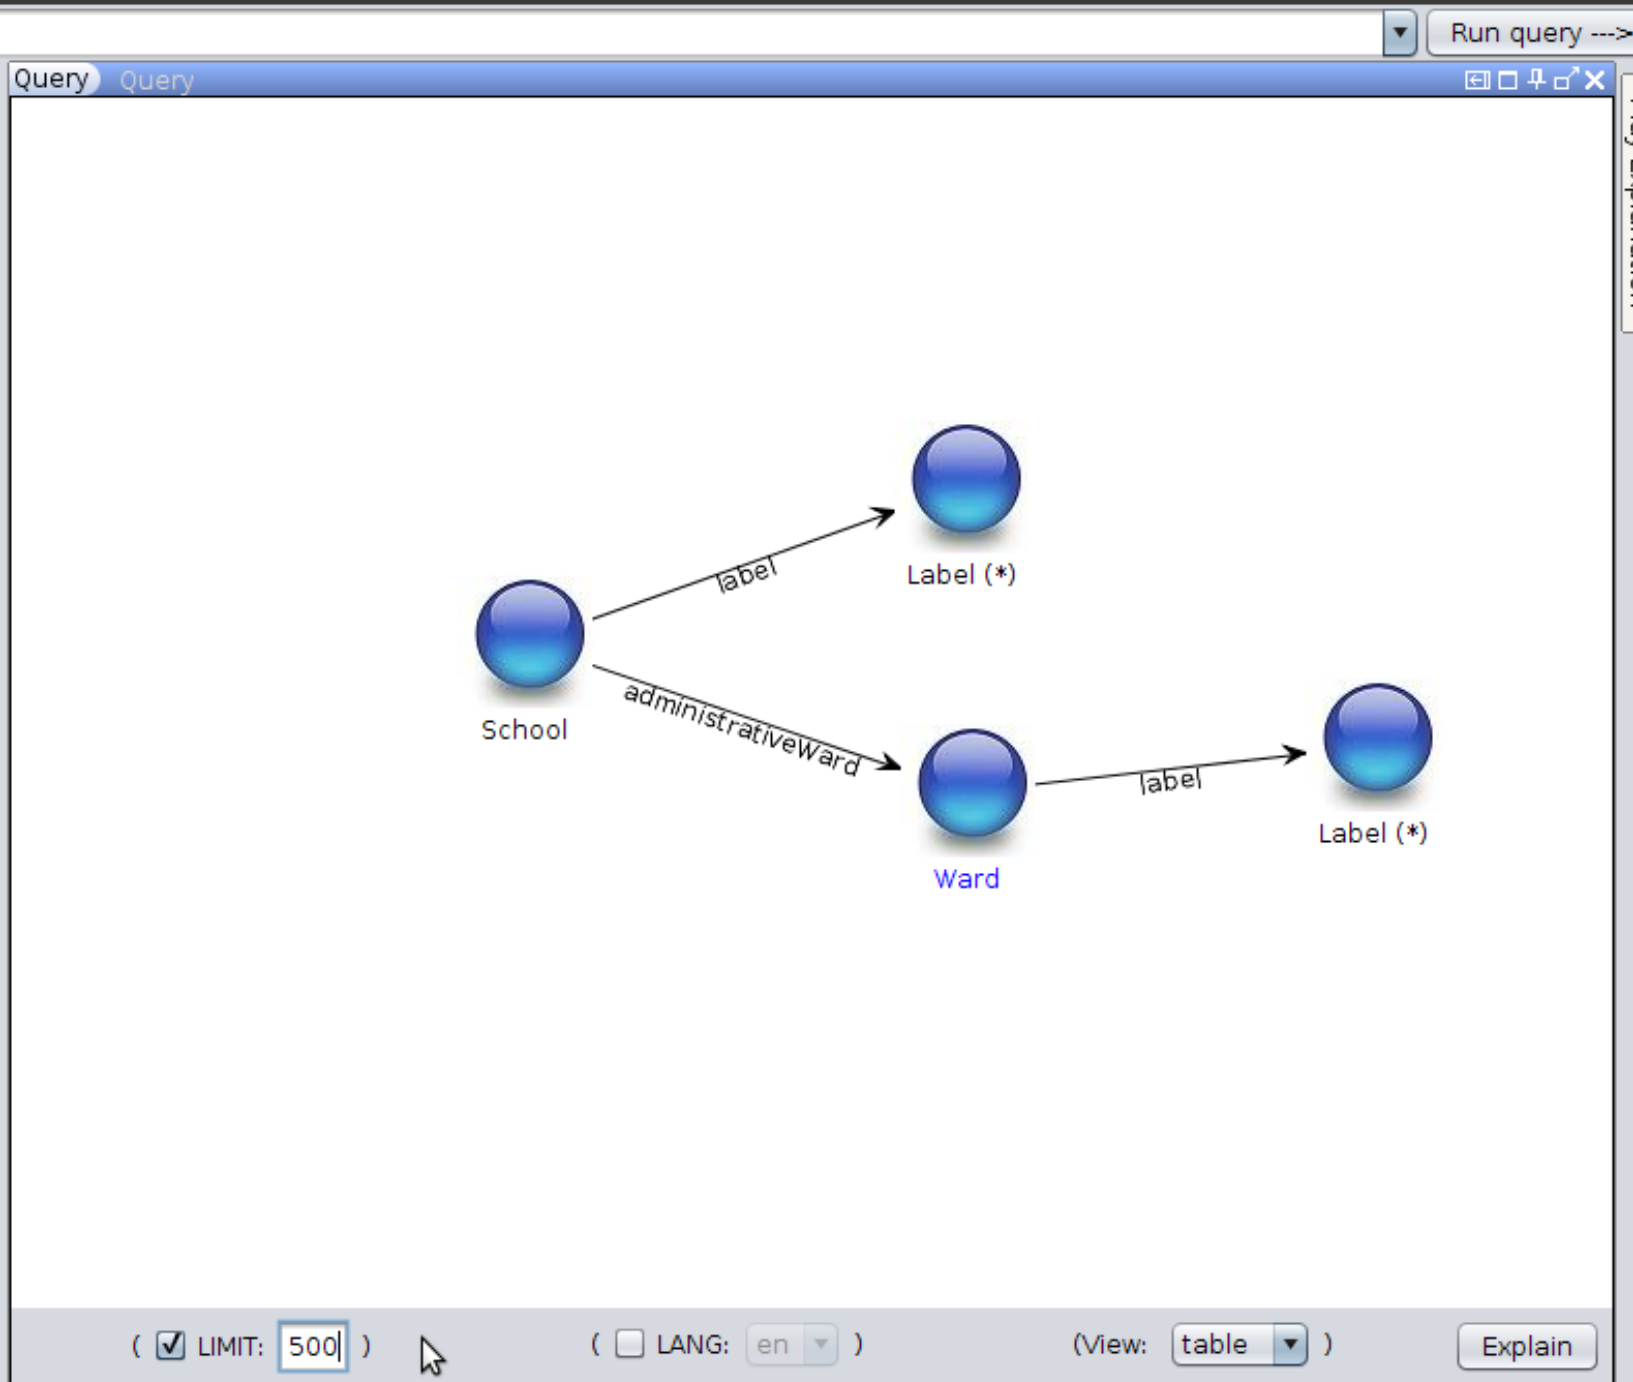 Run query --->
Query Query
label
Label (*)
School
administrativeWard
label
Label (*)
Ward
( LIMIT: 500 ) ( LANG: en ) (View: table ) Explain